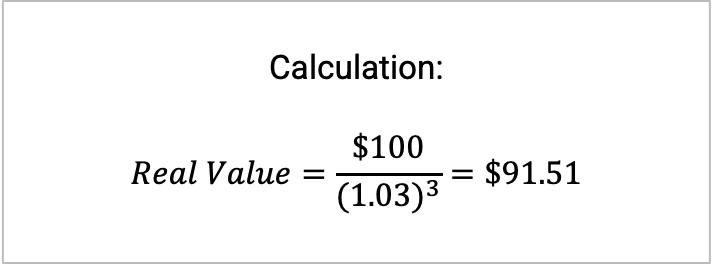 Calculation:
Real Value = $100 / (1.03)³ = $91.51